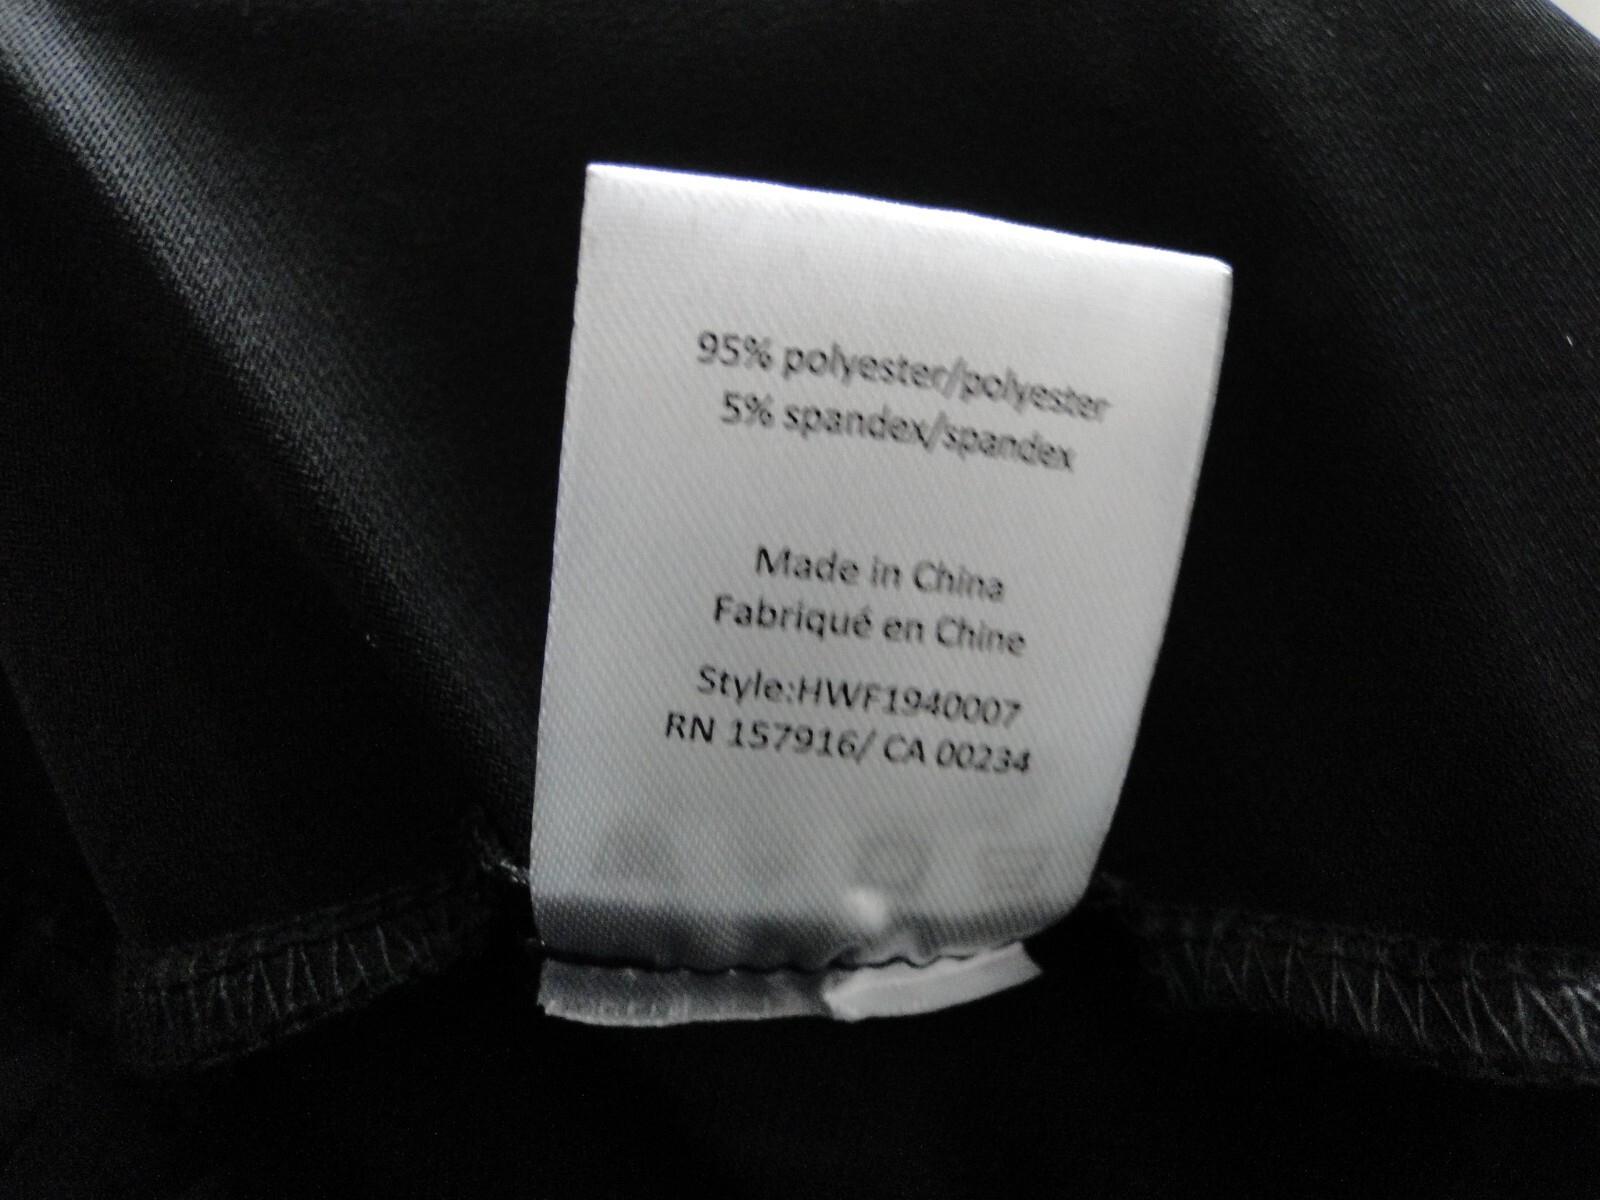 95% polyester/polyester
5% spandex/spandex
Made in China
Fabriqué en Chine
Style:HWF1940007
RN 157916/ CA 00234